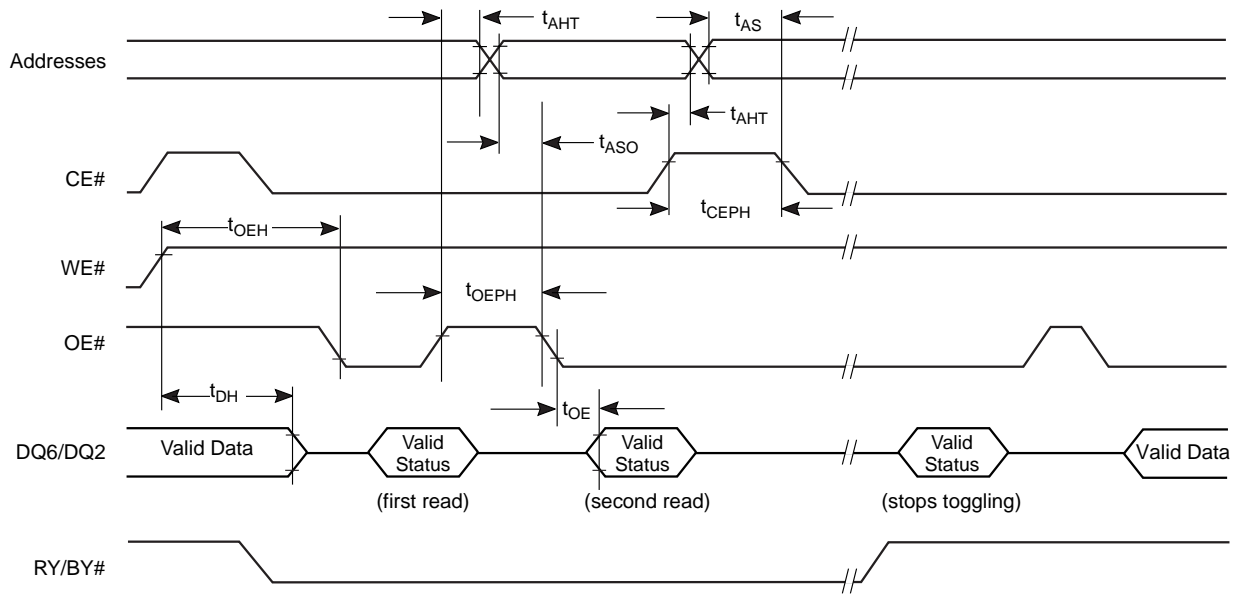 tAHT
tAS
Addresses
tAHT
tASO
CE#
tCEPH
tOEH
WE#
tOEPH
OE#
tDH
tOE
DQ6/DQ2
Valid Data
Valid
Status
Valid
Status
Valid
Status
Valid Data
(first read)
(second read)
(stops toggling)
RY/BY#